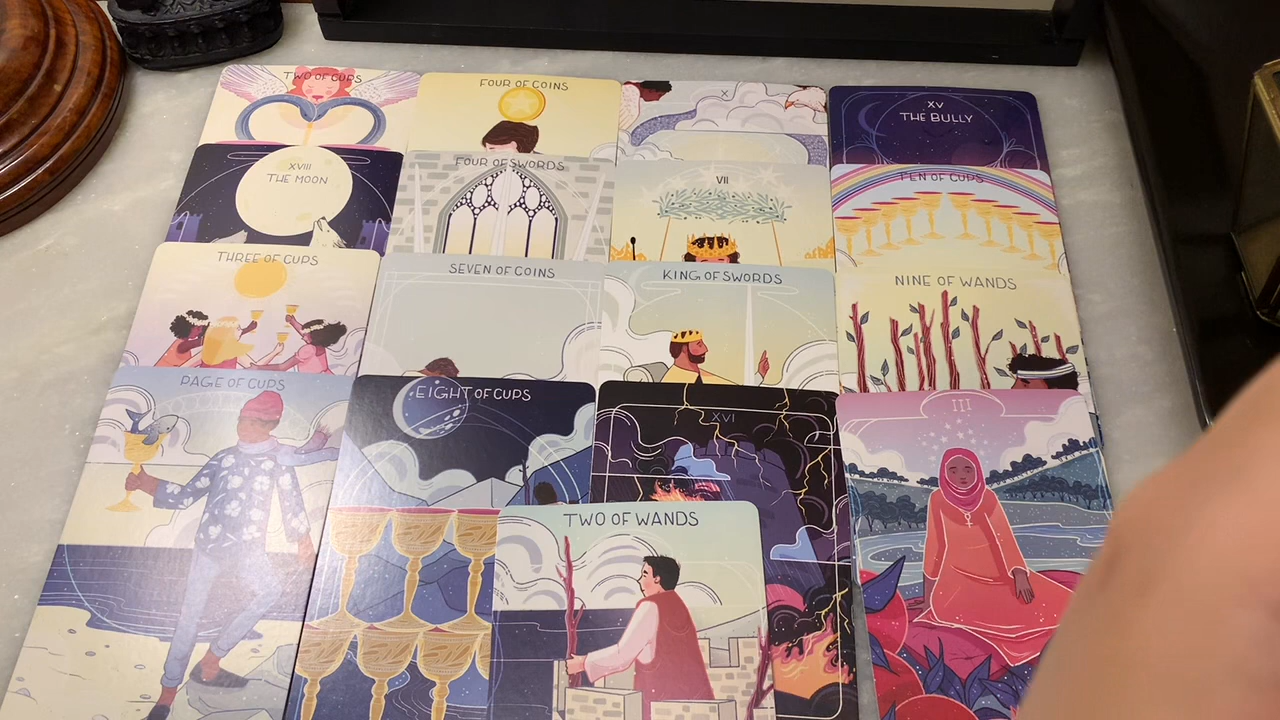 TWO OF CUPS
FOUR OF COINS
X
XV
THE BULLY
XVIII
THE MOON
FOUR OF SWORDS
VII
TEN OF CUPS
THREE OF CUPS
SEVEN OF COINS
KING OF SWORDS
NINE OF WANDS
PAGE OF CUPS
EIGHT OF CUPS
XVI
III
TWO OF WANDS